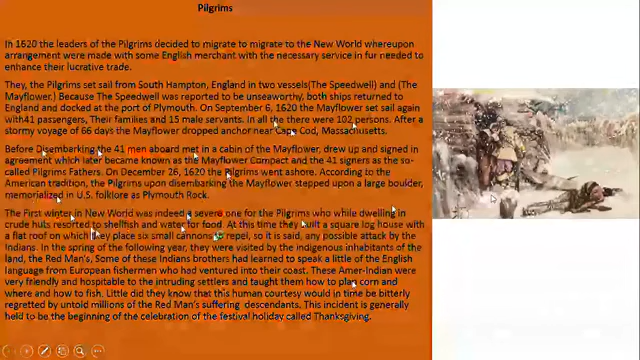 Pilgrims
In 1620 the leaders of the Pilgrims decided to migrate to migrate to the New World whereupon
arrangement were made with some English merchant with the necessary service in fur needed to
enhance their lucrative trade.
They, the Pilgrims set sail from South Hampton, England in two vessels(The Speedwell) and (The
Mayflower.) Because The Speedwell was reported to be unseaworthy, both ships returned to
England and docked at the port of Plymouth. On September 6, 1620 the Mayflower set sail again
with41 passengers, Their families and 15 male servants. In all the there were 102 persons. After a
stormy voyage of 66 days the Mayflower dropped anchor near Cape Cod, Massachusetts.
Before Disembarking the 41 men aboard met in a cabin of the Mayflower, drew up and signed in
agreement which later became known as the Mayflower Compact and the 41 signers as the so-
called Pilgrims Fathers. On December 26, 1620 the Pilgrims went ashore. According to the
American tradition, the Pilgrims upon disembarking the Mayflower stepped upon a large boulder,
memorialized in U.S. folklore as Plymouth Rock.
The First winter in New World was indeed a severe one for the Pilgrims who while dwelling in
crude huts resorted to shellfish and water for food. At this time they built a square log house with
a flat roof on which they place six small cannons to repel, so it is said, any possible attack by the
Indians. In the spring of the following year, they were visited by the indigenous inhabitants of the
land, the Red Man's, Some of these Indians brothers had learned to speak a little of the English
language from European fishermen who had ventured into their coast. These Amer-Indian were
very friendly and hospitable to the intruding settlers and taught them how to plant corn and
where and how to fish. Little did they know that this human courtesy would in time be bitterly
regretted by untold millions of the Red Man's suffering descendants. This incident is generally
held to be the beginning of the celebration of the festival holiday called Thanksgiving.